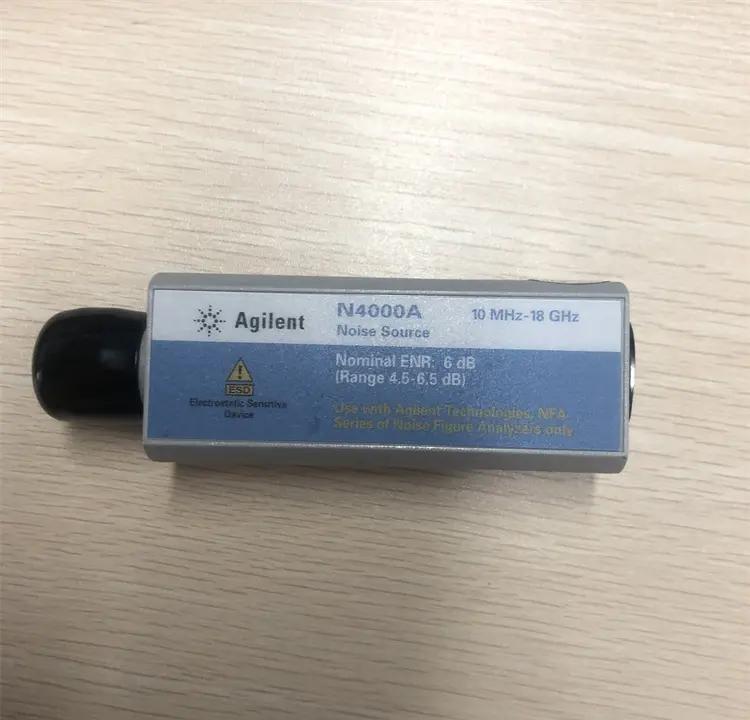 Agilent
N4000A
10 MHz-18 GHz
Noise Source
Nominal ENR: 6 dB
(Range 4.5-6.5 dB)
ESD
Electrostatic Sensitive
Device
Use with Agilent Technologies, NFA
Series of Noise Figure Analyzers only